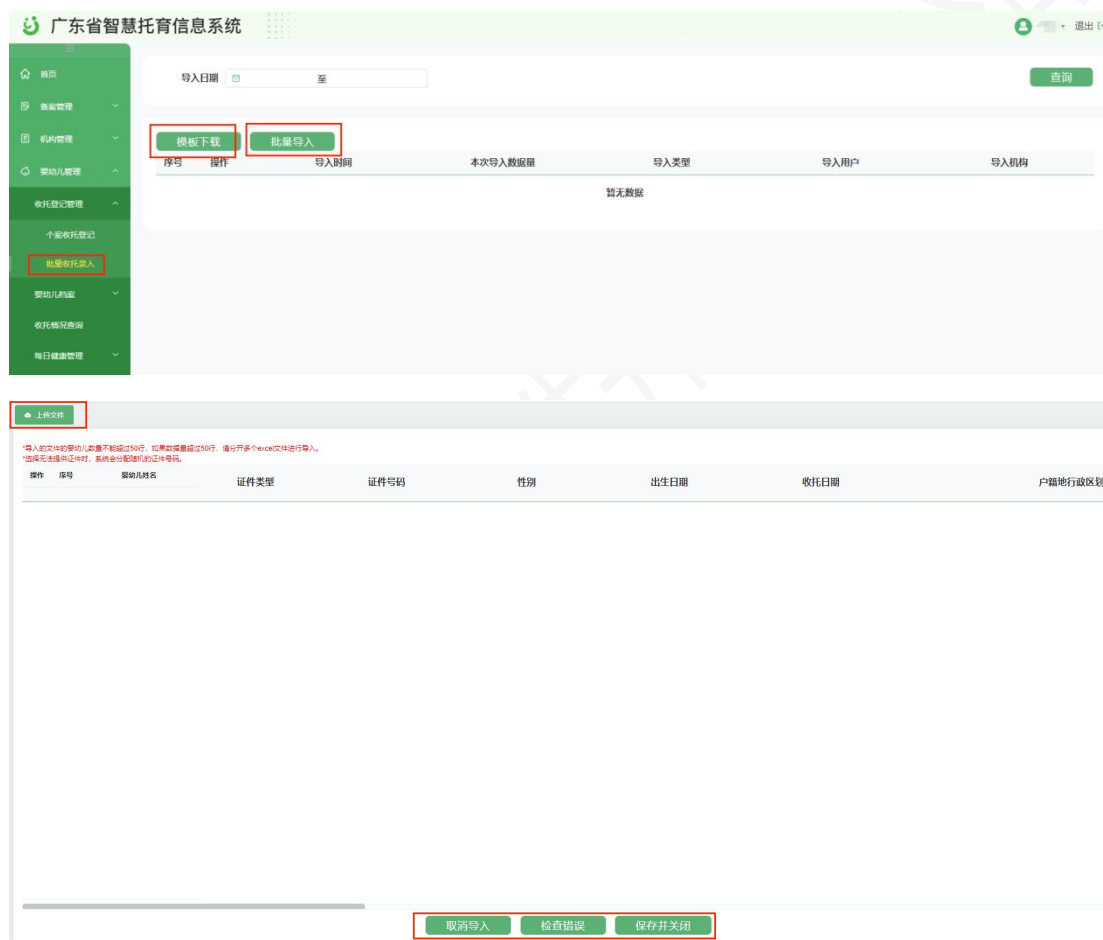 广东省智慧托育信息系统
退出
首页
导入日期 至 查询
备案管理
机构管理
模板下载 批量导入
序号 操作 导入时间 本次导入数据量 导入类型 导入用户 导入机构
婴幼儿管理
暂无数据
收托登记管理
个案收托登记
批量收托录入
婴幼儿档案
收托情况查询
每日健康管理
上传文件
*导入的文件的婴幼儿数量不能超过50行，如果数据量超过50行，请分开多个excel文件进行导入。
*选择无法提供证件时，系统会分配随机的证件号码。
操作 序号 婴幼儿姓名 证件类型 证件号码 性别 出生日期 收托日期 户籍地行政区划
取消导入 检查错误 保存并关闭